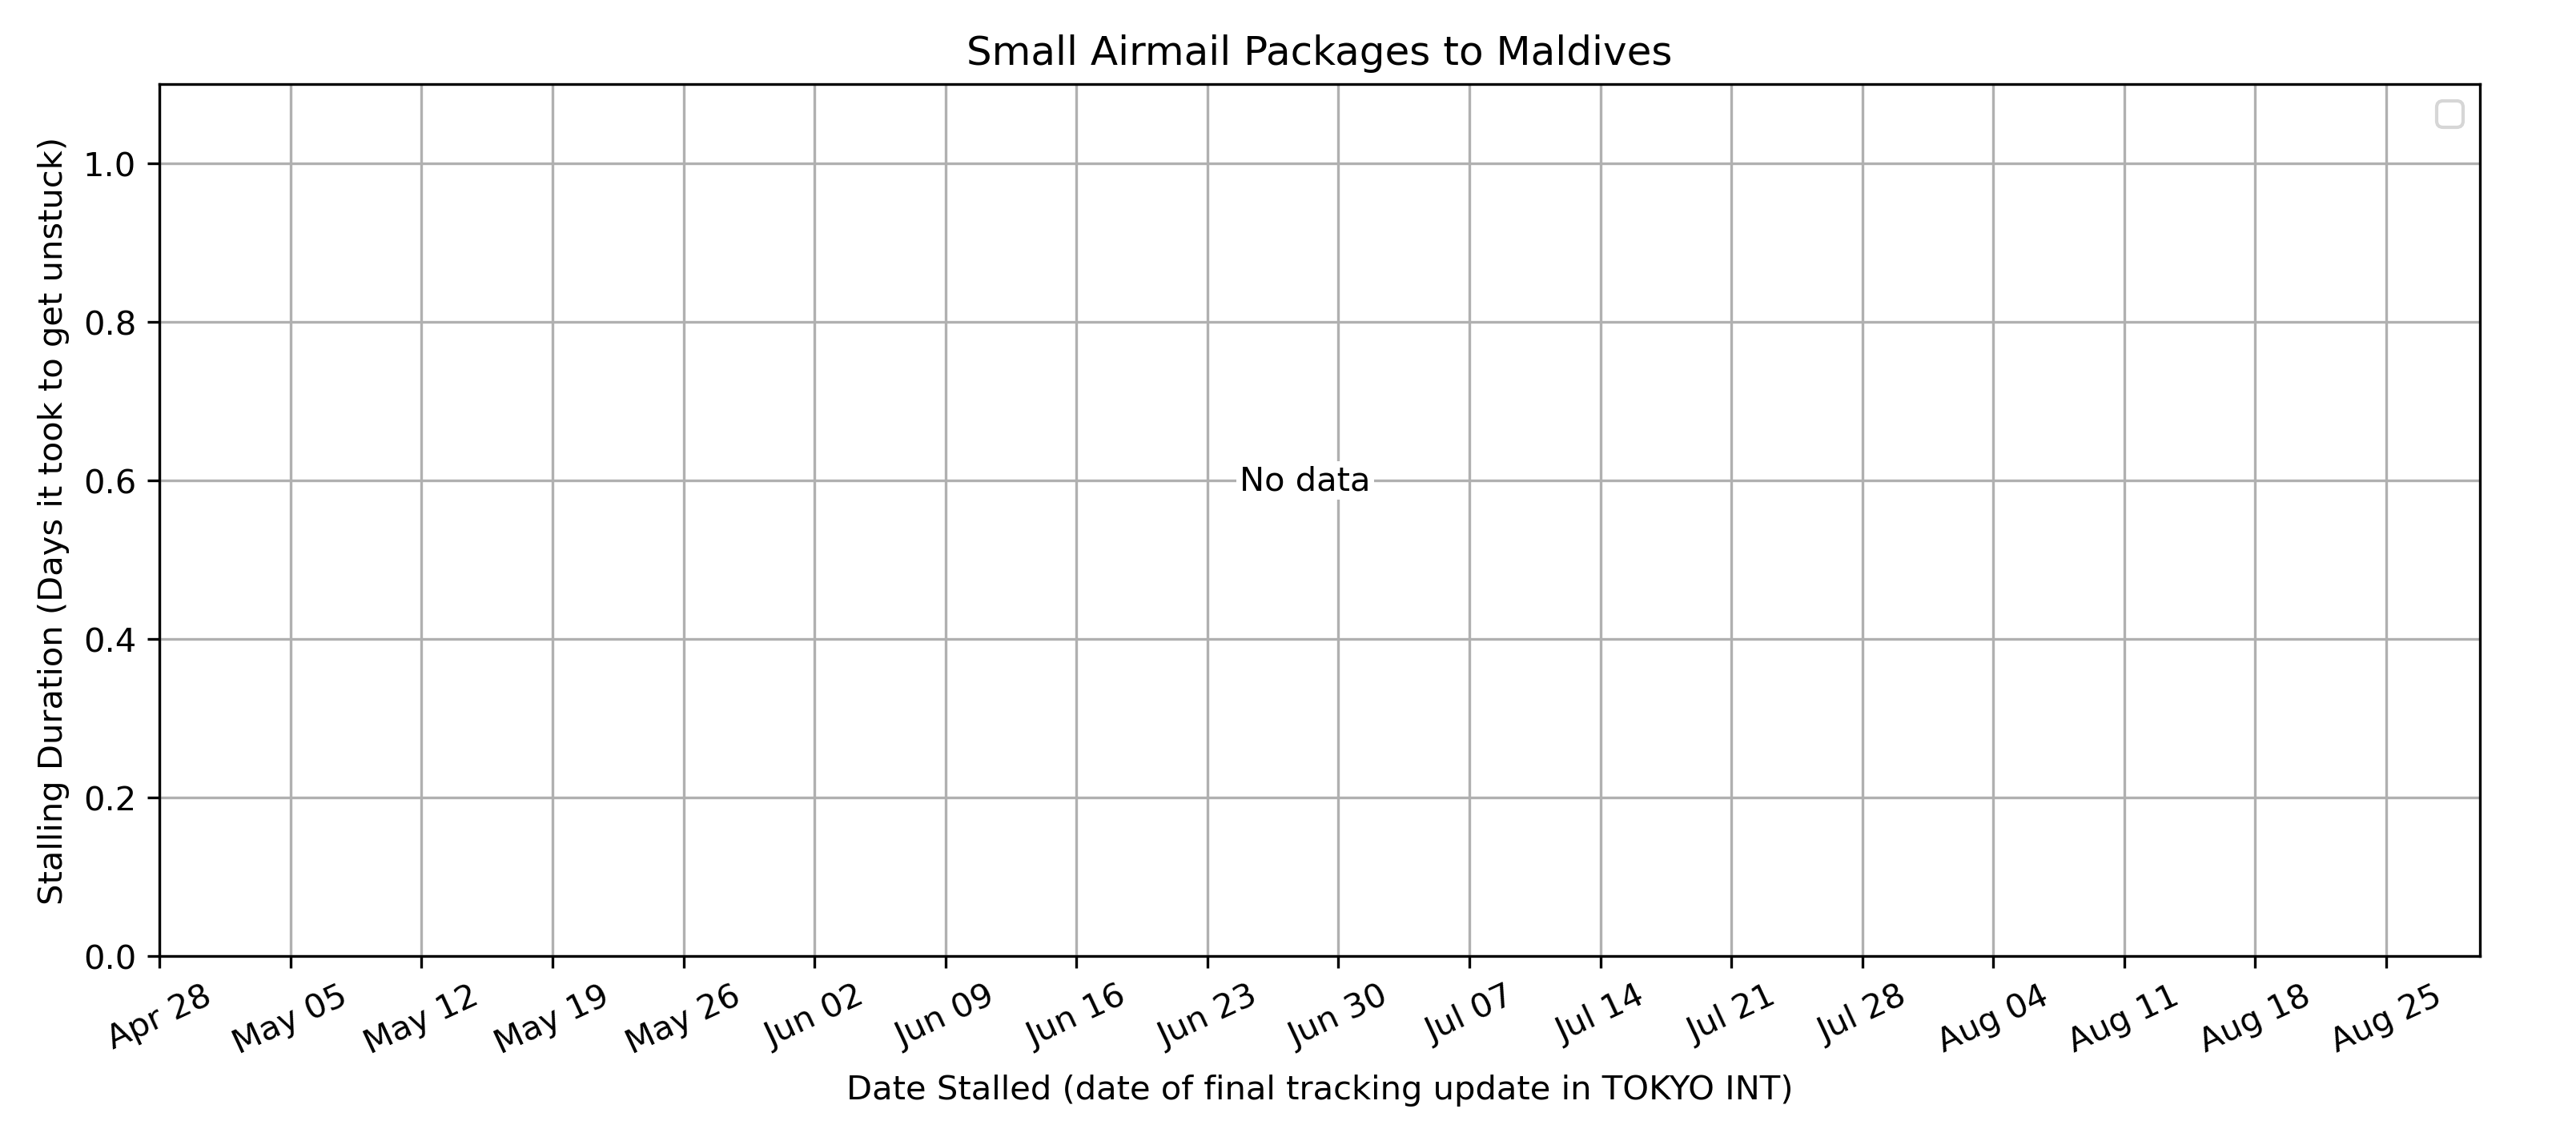 Small Airmail Packages to Maldives
Stalling Duration (Days it took to get unstuck)
1.0
0.8
0.6
0.4
0.2
0.0
No data
Apr 28
May 05
May 12
May 19
May 26
Jun 02
Jun 09
Jun 16
Jun 23
Jun 30
Jul 07
Jul 14
Jul 21
Jul 28
Aug 04
Aug 11
Aug 18
Aug 25
Date Stalled (date of final tracking update in TOKYO INT)